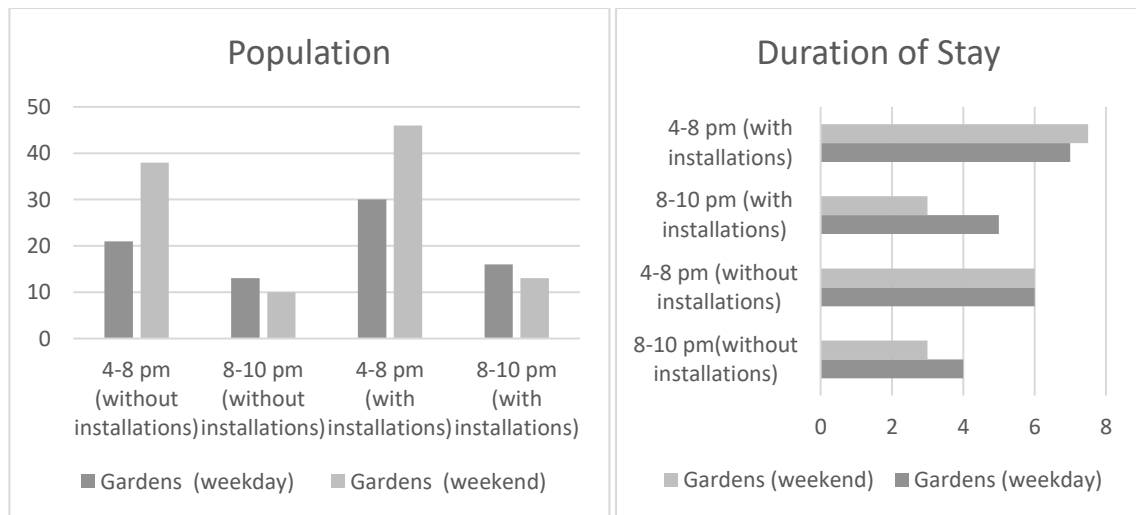 Population
50
40
30
20
10
0
4-8 pm
(without
installations)
8-10 pm
(without
installations)
4-8 pm
(with
installations)
8-10 pm
(with
installations)
Gardens (weekday)
Gardens (weekend)
Duration of Stay
4-8 pm (with
installations)
8-10 pm (with
installations)
4-8 pm (without
installations)
8-10 pm(without
installations)
0 2 4 6 8
Gardens (weekend)
Gardens (weekday)